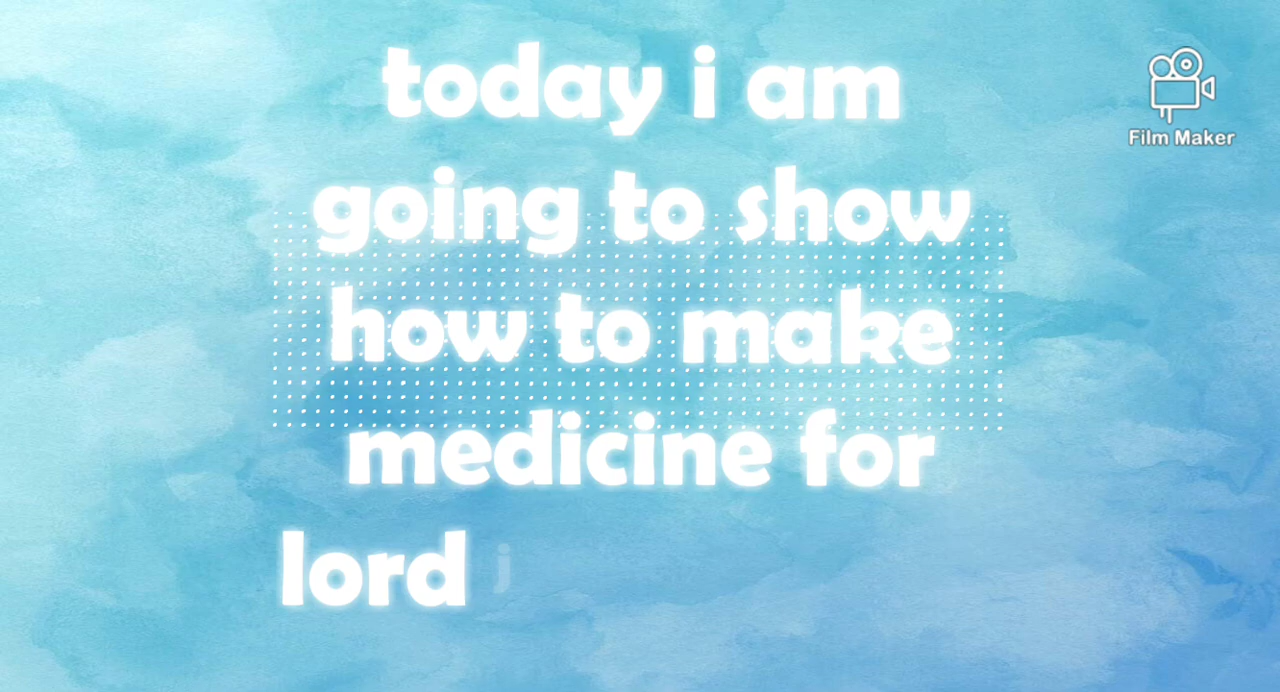 today i am
going to show
how to make
medicine for
lord j
Film Maker